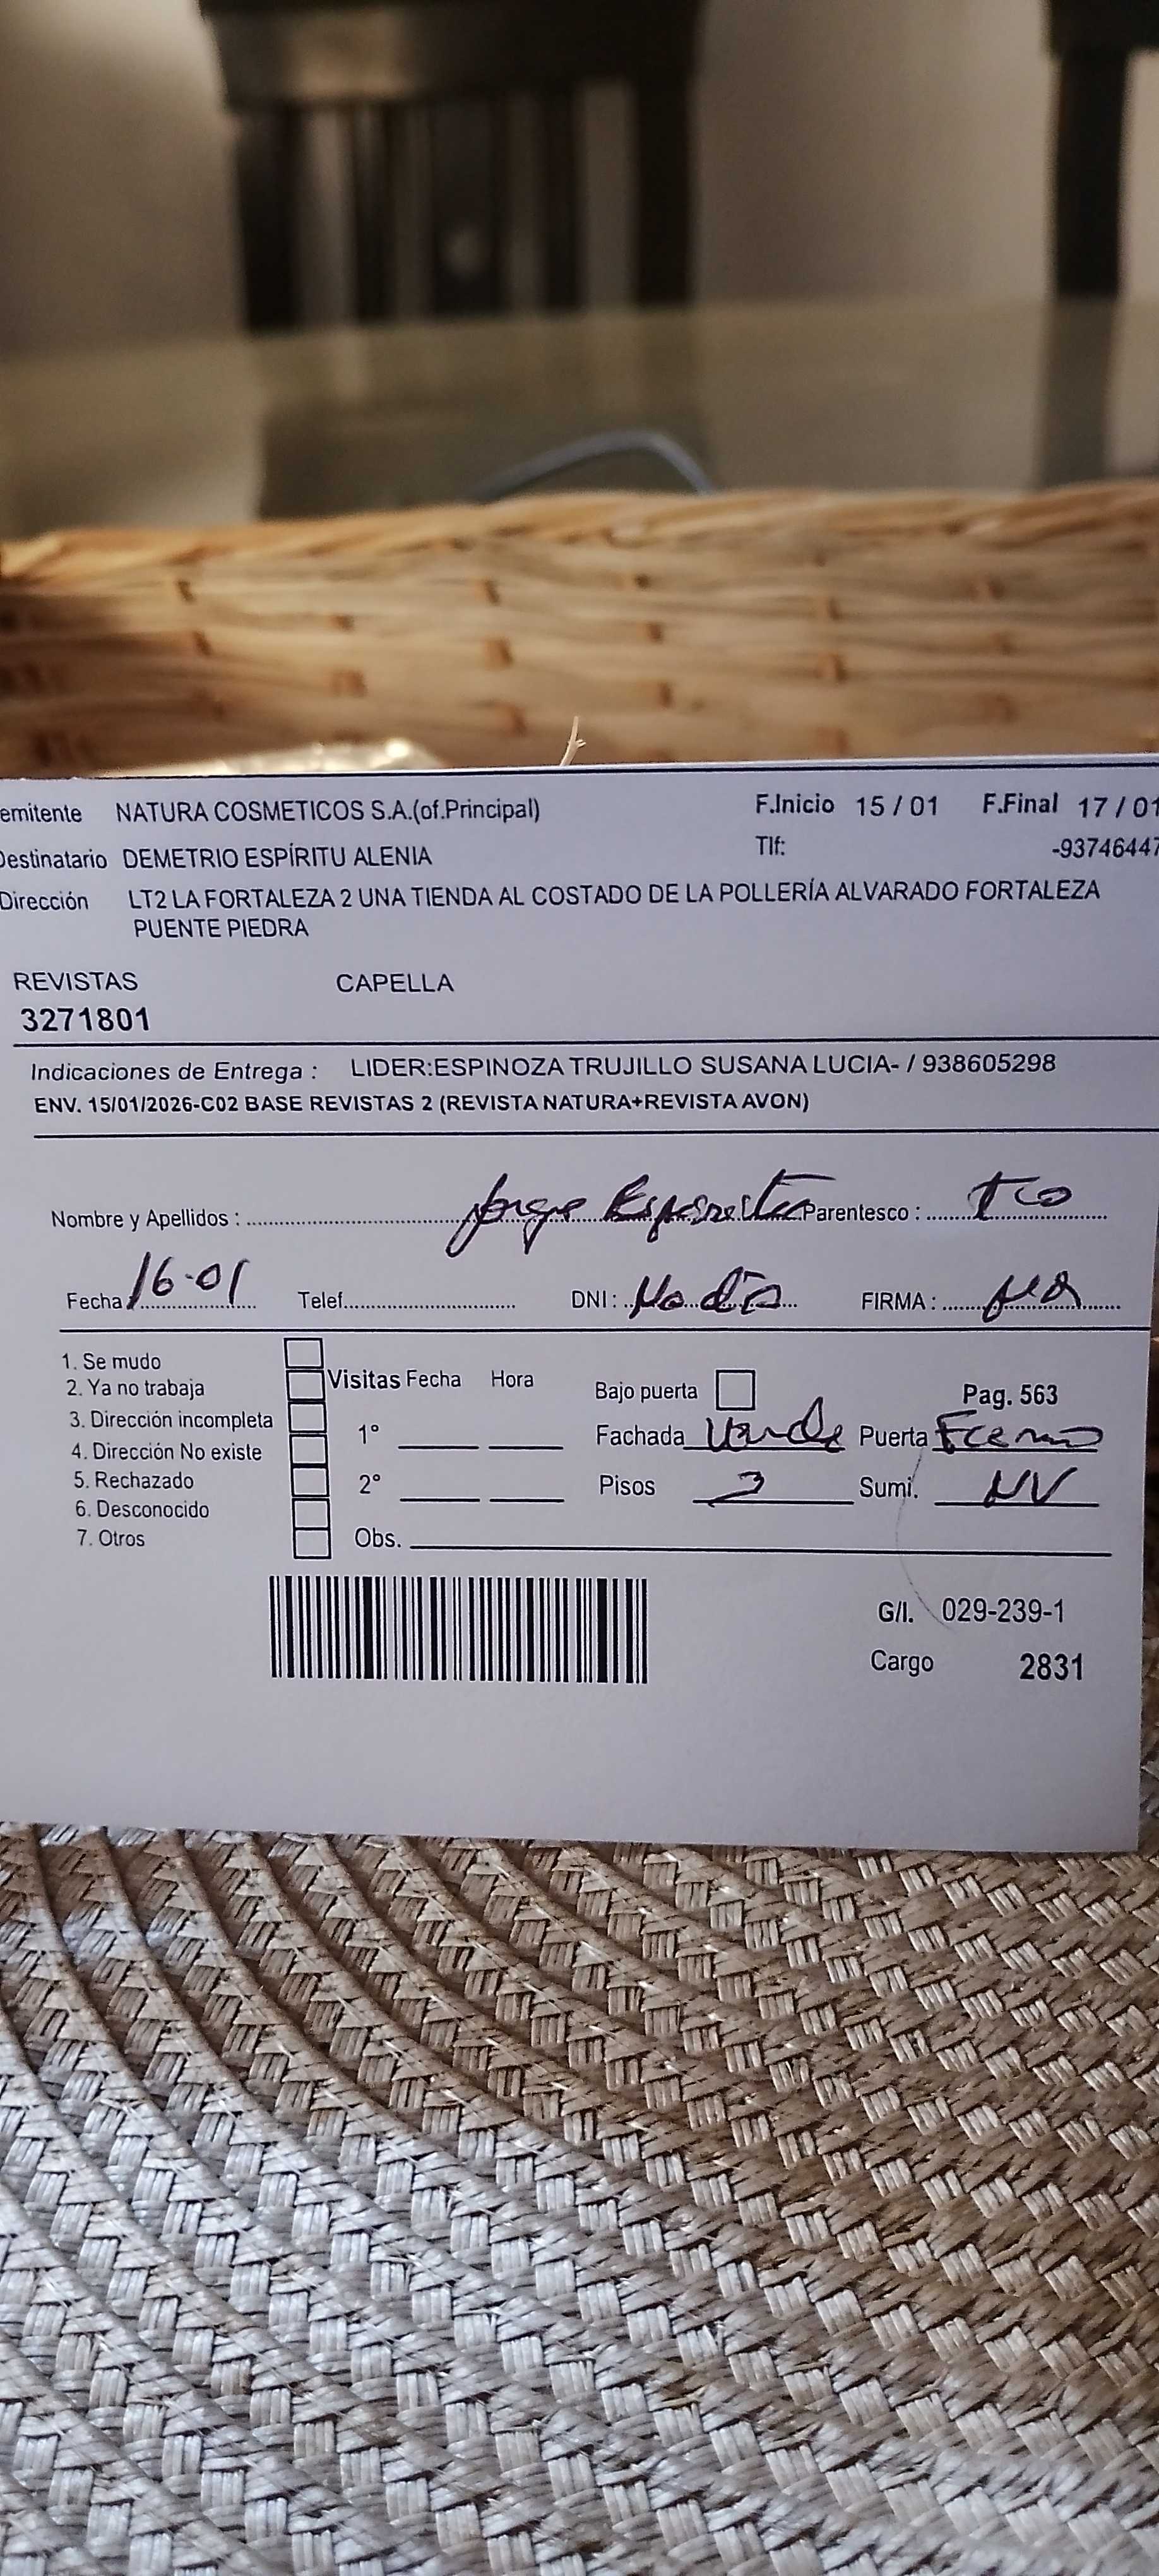 emitente NATURA COSMETICOS S.A.(of.Principal) F.Inicio 15 / 01 F.Final 17 / 01
Destinatario DEMETRIO ESPÍRITU ALENIA Tlf: -93746447
Dirección LT2 LA FORTALEZA 2 UNA TIENDA AL COSTADO DE LA POLLERÍA ALVARADO FORTALEZA
PUENTE PIEDRA
REVISTAS CAPELLA
3271801
Indicaciones de Entrega : LIDER:ESPINOZA TRUJILLO SUSANA LUCIA- / 938605298
ENV. 15/01/2026-C02 BASE REVISTAS 2 (REVISTA NATURA+REVISTA AVON)
Nombre y Apellidos : Jorge Parentesco : Tco
Fecha 16-01 Telef. DNI : No dio FIRMA :
1. Se mudo
2. Ya no trabaja Visitas Fecha Hora Bajo puerta Pag. 563
3. Dirección incompleta 1° Fachada Verde Puerta
4. Dirección No existe
5. Rechazado 2° Pisos Sumi. NV
6. Desconocido
7. Otros Obs.
G/I. 029-239-1
Cargo 2831